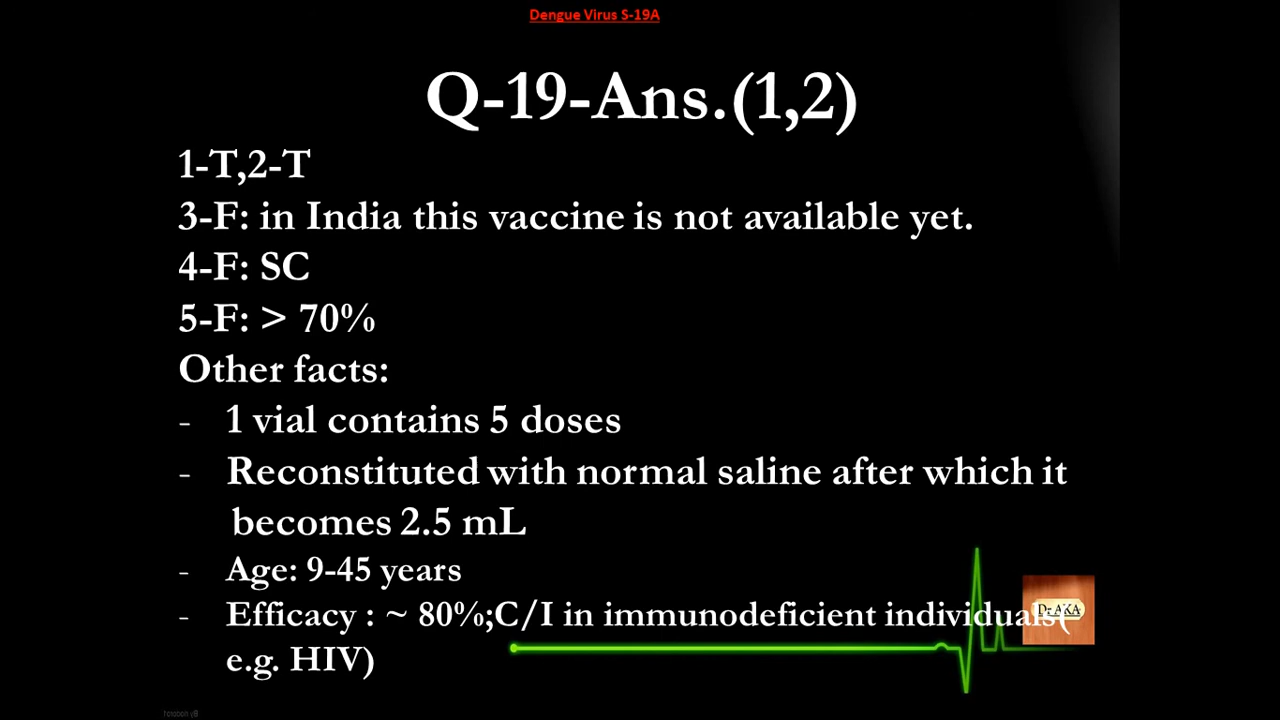 Dengue Virus S-19A
Q-19-Ans.(1,2)
1-T,2-T
3-F: in India this vaccine is not available yet.
4-F: SC
5-F: > 70%
Other facts:
- 1 vial contains 5 doses
- Reconstituted with normal saline after which it
becomes 2.5 mL
- Age: 9-45 years
- Efficacy : ~ 80%;C/I in immunodeficient individuals(
e.g. HIV)
Dr AKA